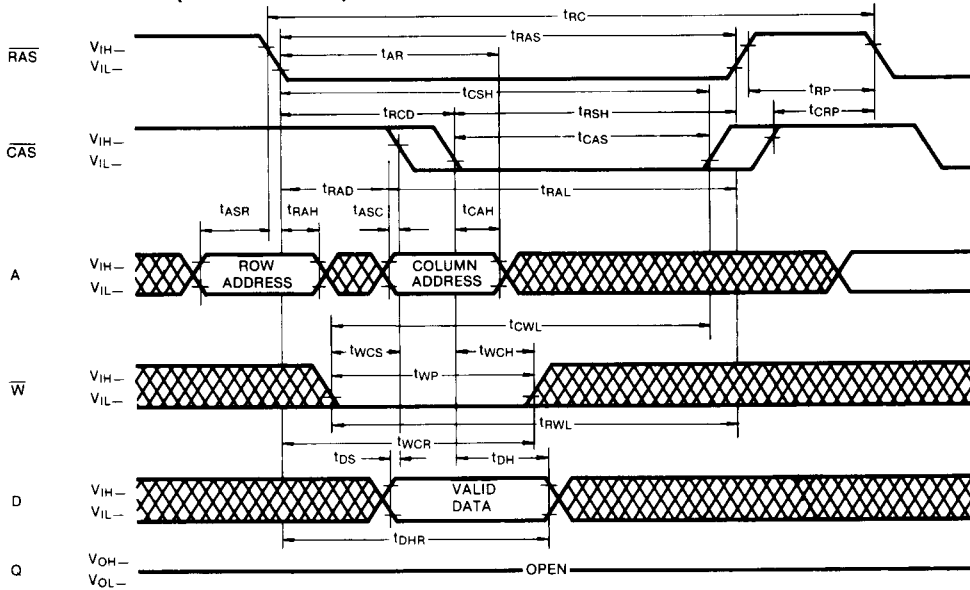 tRC
tRAS
RAS
VIH—
VIL—
tAR
tCSH
tRP
tRCD
tRSH
tCRP
CAS
VIH—
VIL—
tCAS
tRAD
tRAL
tASR
tRAH
tASC
tCAH
A
VIH—
VIL—
ROW
ADDRESS
COLUMN
ADDRESS
tCWL
tWCS
tWCH
tWP
W
VIH—
VIL—
tRWL
tWCR
tDS
tDH
D
VIH—
VIL—
VALID
DATA
tDHR
Q
VOH—
VOL—
OPEN